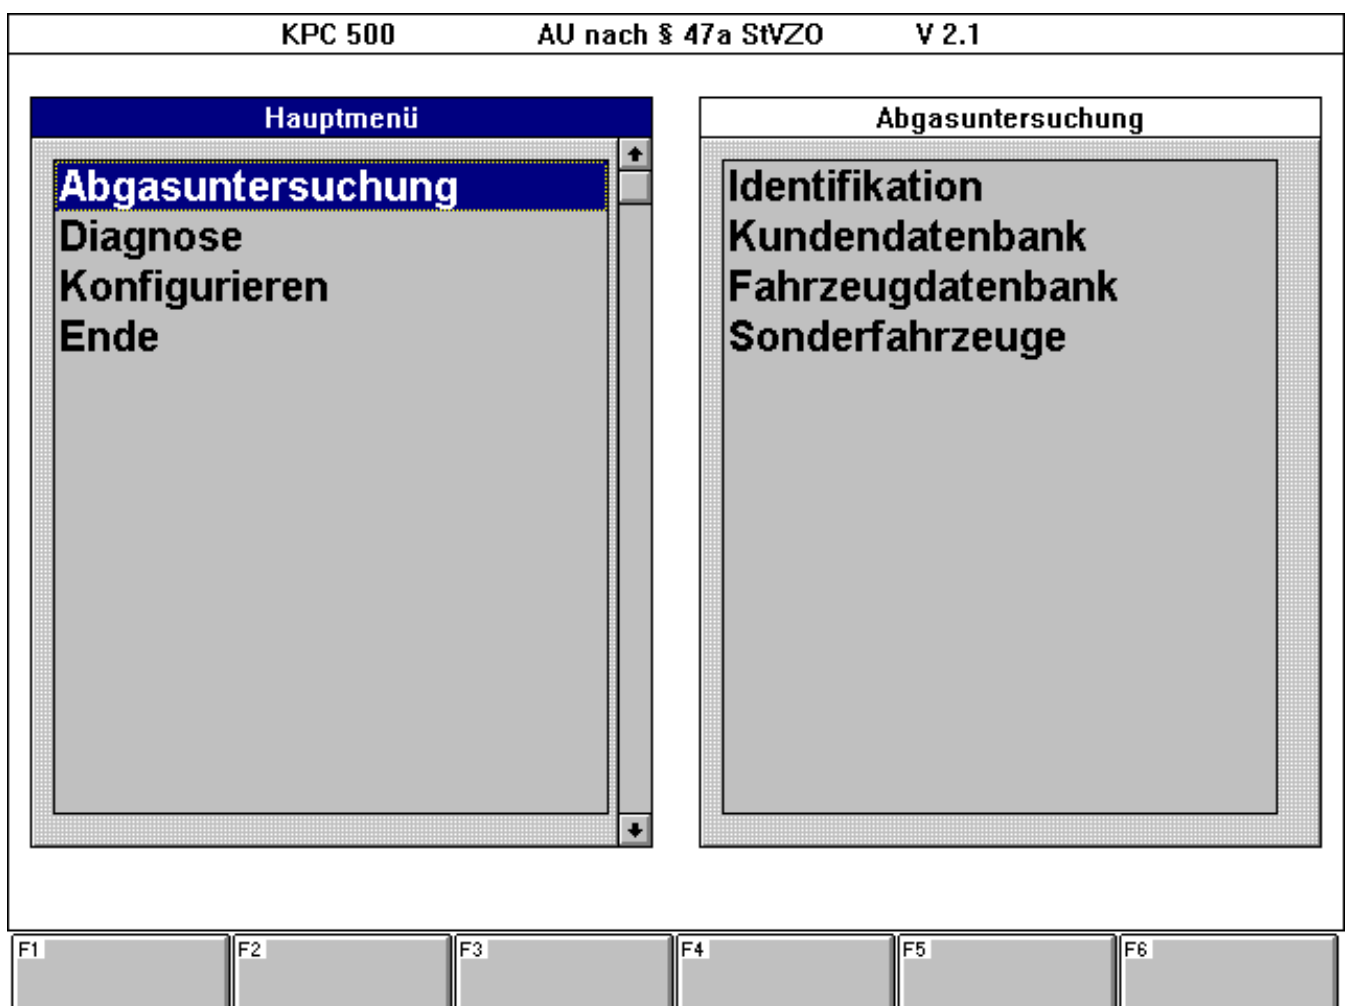 KPC 500 AU nach § 47a StVZO V 2.1
Hauptmenü
Abgasuntersuchung
Diagnose
Konfigurieren
Ende
Abgasuntersuchung
Identifikation
Kundendatenbank
Fahrzeugdatenbank
Sonderfahrzeuge
F1 F2 F3 F4 F5 F6